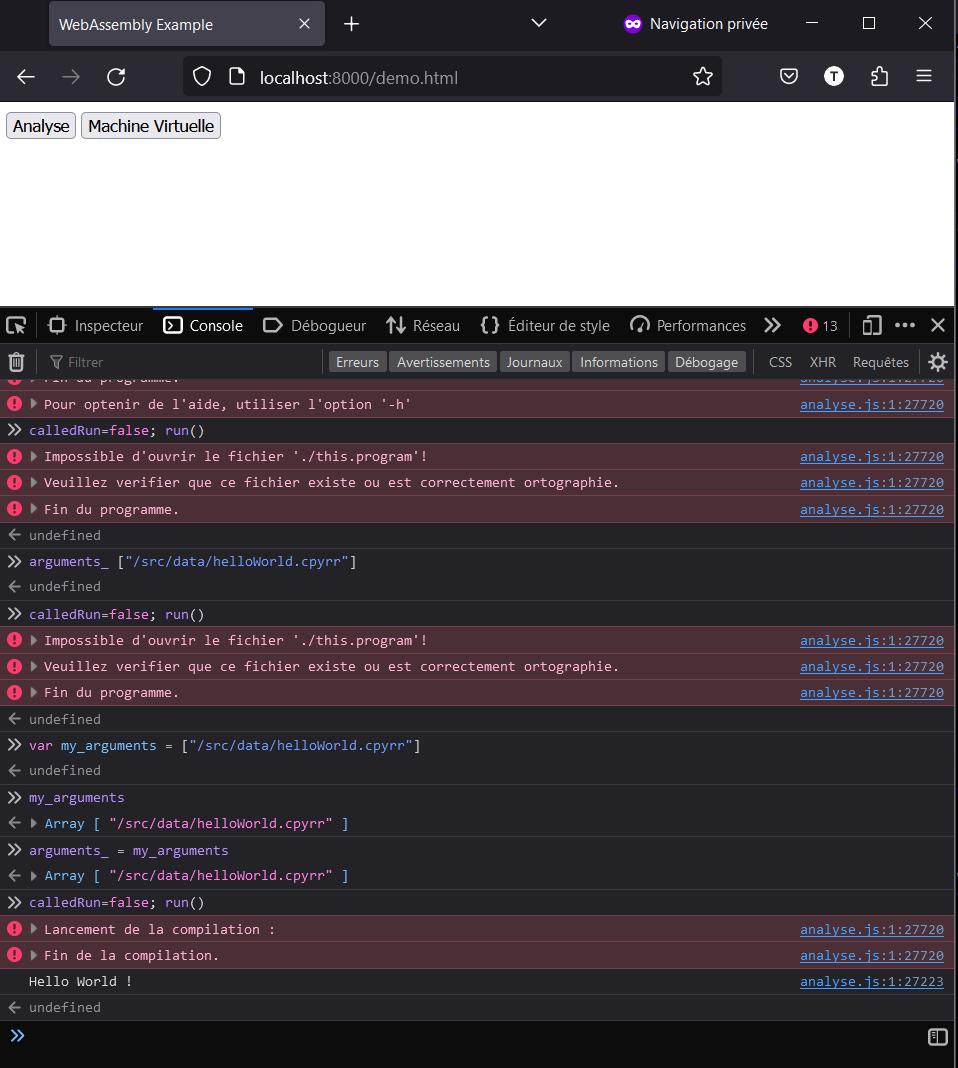 WebAssembly Example
Navigation privée
localhost:8000/demo.html
T
Analyse Machine Virtuelle
Inspecteur Console Débogueur Réseau Éditeur de style Performances 13
Filtrer Erreurs Avertissements Journaux Informations Débogage CSS XHR Requêtes
Fin du programme. analyse.js:1:27720
Pour optenir de l'aide, utiliser l'option '-h' analyse.js:1:27720
calledRun=false; run()
Impossible d'ouvrir le fichier './this.program'! analyse.js:1:27720
Veuillez verifier que ce fichier existe ou est correctement ortographie. analyse.js:1:27720
Fin du programme. analyse.js:1:27720
undefined
arguments_ ["/src/data/helloWorld.cpyrr"]
undefined
calledRun=false; run()
Impossible d'ouvrir le fichier './this.program'! analyse.js:1:27720
Veuillez verifier que ce fichier existe ou est correctement ortographie. analyse.js:1:27720
Fin du programme. analyse.js:1:27720
undefined
var my_arguments = ["/src/data/helloWorld.cpyrr"]
undefined
my_arguments
Array [ "/src/data/helloWorld.cpyrr" ]
arguments_ = my_arguments
Array [ "/src/data/helloWorld.cpyrr" ]
calledRun=false; run()
Lancement de la compilation : analyse.js:1:27720
Fin de la compilation. analyse.js:1:27720
Hello World ! analyse.js:1:27223
undefined